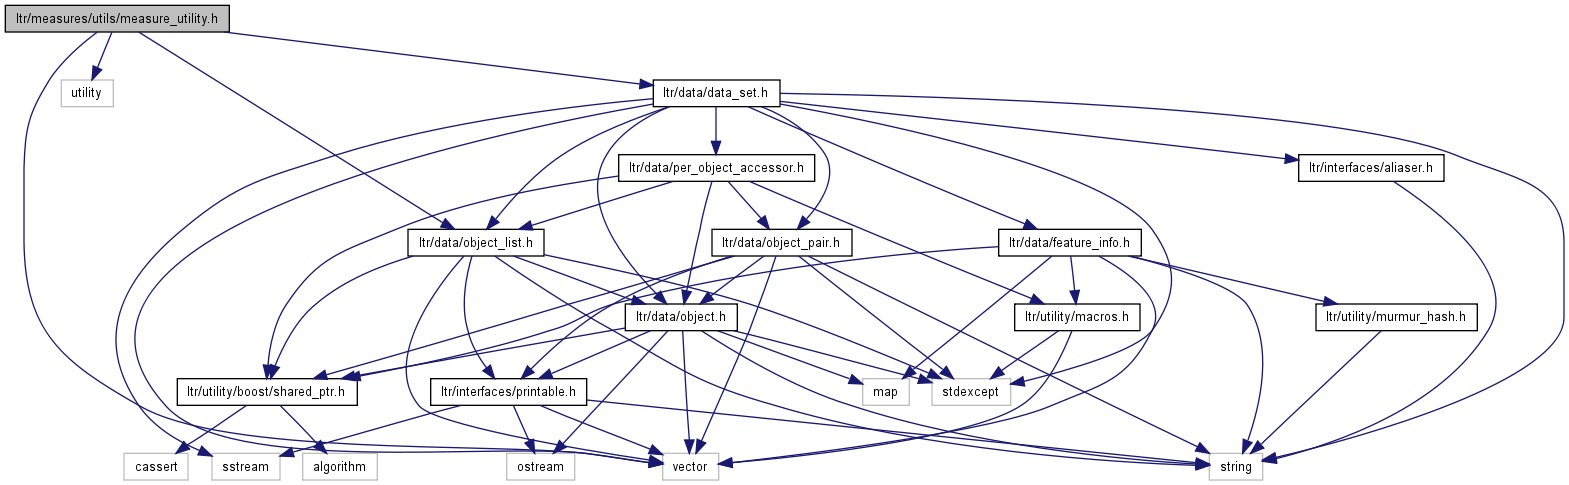 ltr/measures/utils/measure_utility.h
utility
ltr/data/data_set.h
ltr/data/per_object_accessor.h
ltr/interfaces/aliaser.h
ltr/data/object_list.h
ltr/data/object_pair.h
ltr/data/feature_info.h
ltr/data/object.h
ltr/utility/macros.h
ltr/utility/murmur_hash.h
ltr/utility/boost/shared_ptr.h
ltr/interfaces/printable.h
map
stdexcept
cassert
sstream
algorithm
ostream
vector
string